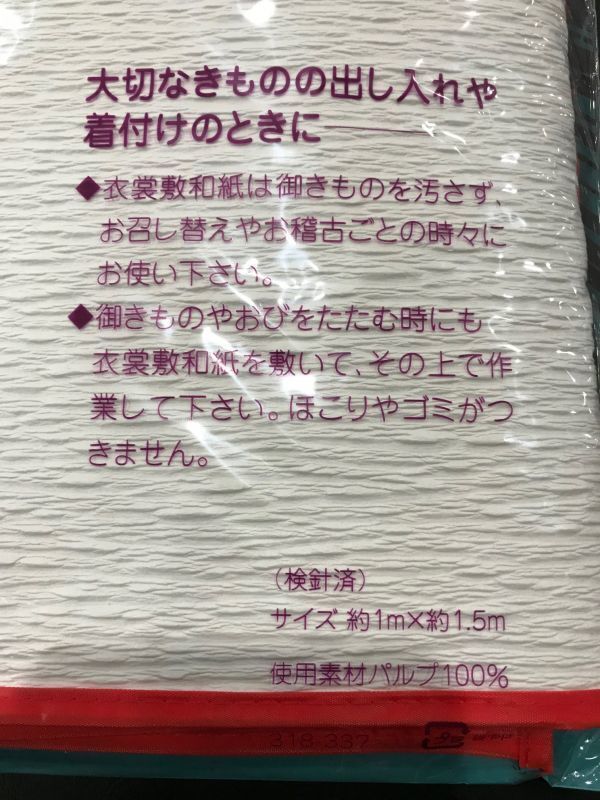 大切なきものの出し入れや
着付けのときに―
◆衣裳敷和紙は御きものを汚さず、
お召し替えやお稽古ごとの時々に
お使い下さい。
◆御きものやおびをたたむ時にも
衣裳敷和紙を敷いて、その上で作
業して下さい。ほこりやゴミがつ
きません。
(検針済)
サイズ 約1m×約1.5m
使用素材パルプ100%
318 337